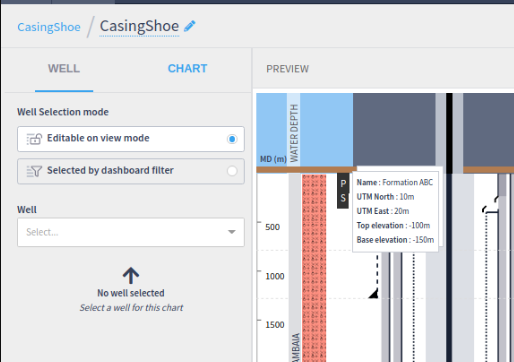 CasingShoe / CasingShoe
WELL CHART
PREVIEW
Well Selection mode
Editable on view mode
Selected by dashboard filter
Well
Select...
No well selected
Select a well for this chart
MD (m)
WATER DEPTH
P
S
Name : Formation ABC
UTM North : 10m
UTM East : 20m
Top elevation : -100m
Base elevation : -150m
500
1000
1500